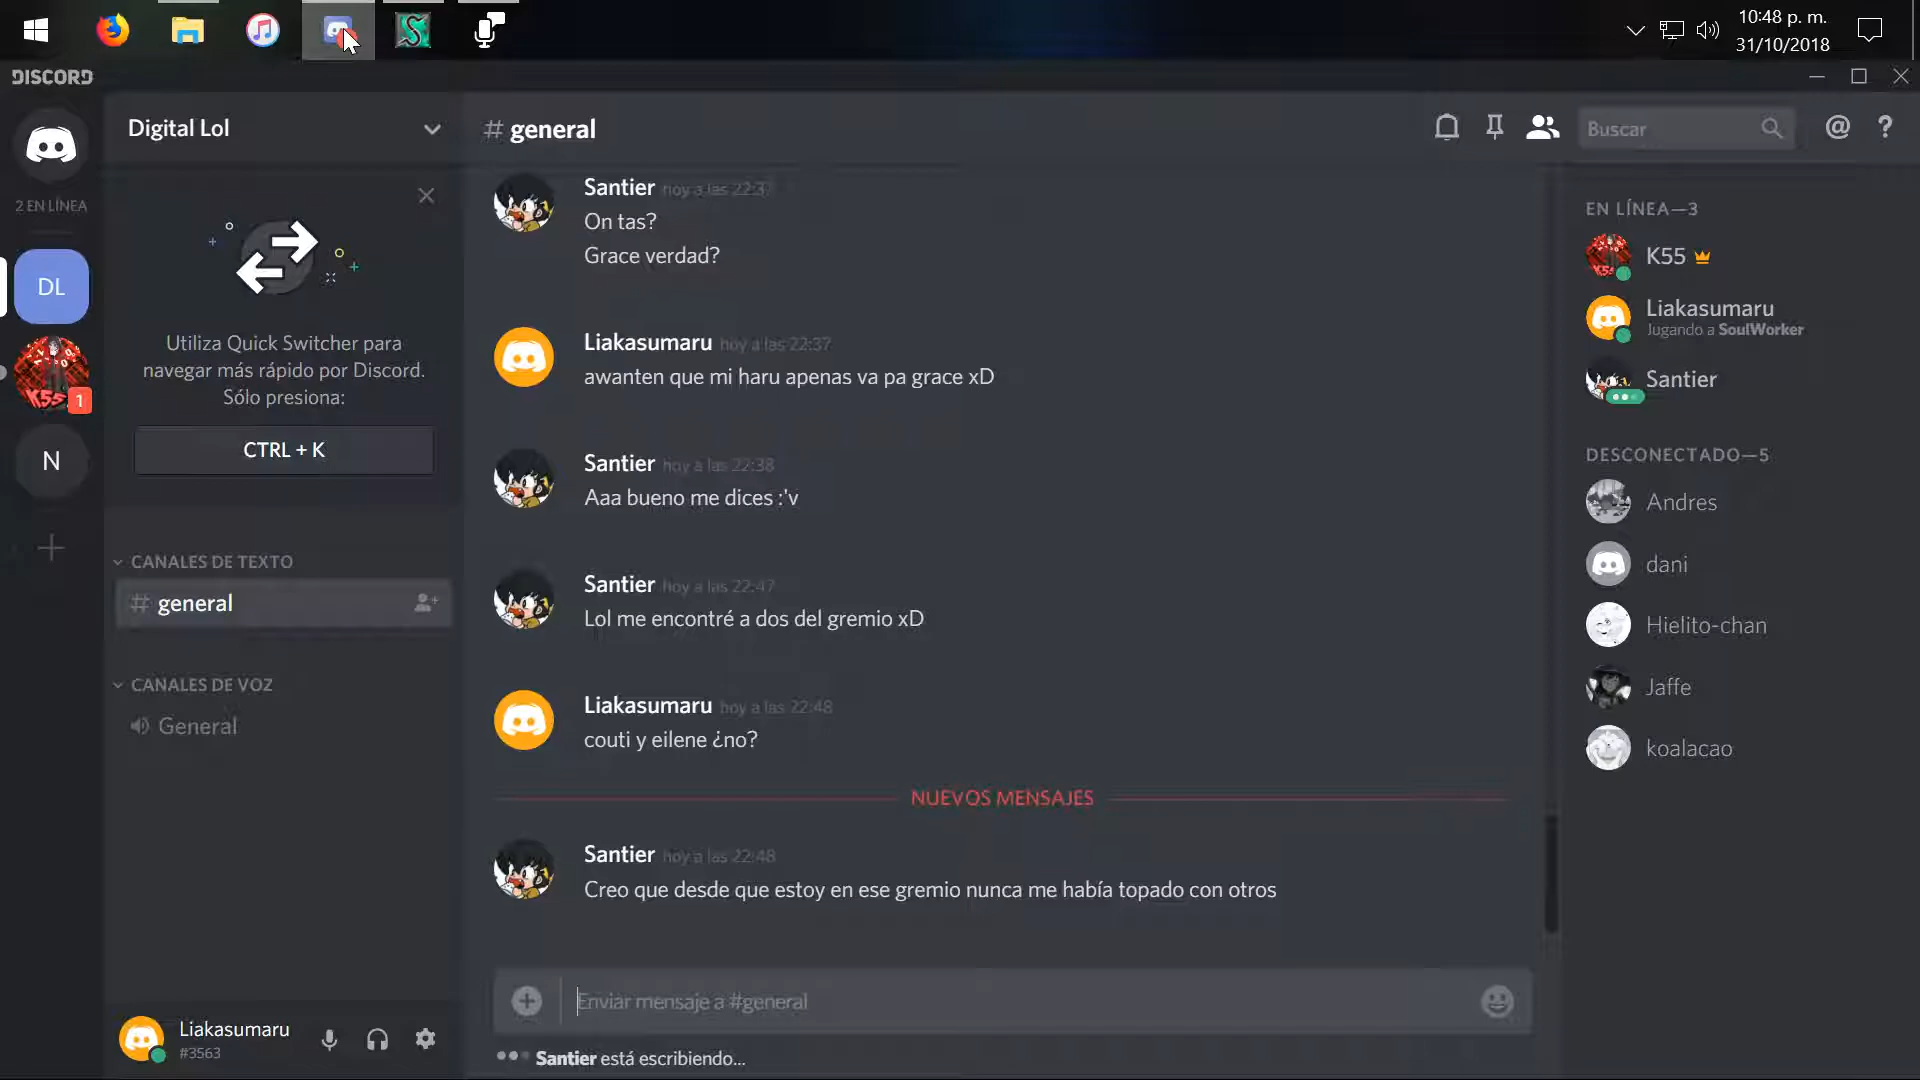 10:48 p. m.
31/10/2018
DISCORD
Digital Lol
# general
Buscar
@
?
2 EN LÍNEA
DL
K55
1
N
Utiliza Quick Switcher para
navegar más rápido por Discord.
Sólo presiona:
CTRL + K
CANALES DE TEXTO
# general
CANALES DE VOZ
General
Liakasumaru
#3563
Santier hoy a las 22:37
On tas?
Grace verdad?
Liakasumaru hoy a las 22:37
awanten que mi haru apenas va pa grace xD
Santier hoy a las 22:38
Aaa bueno me dices :'v
Santier hoy a las 22:47
Lol me encontré a dos del gremio xD
Liakasumaru hoy a las 22:48
couti y eilene ¿no?
NUEVOS MENSAJES
Santier hoy a las 22:48
Creo que desde que estoy en ese gremio nunca me había topado con otros
Enviar mensaje a #general
Santier está escribiendo...
EN LÍNEA—3
K55
Liakasumaru
Jugando a SoulWorker
Santier
DESCONECTADO—5
Andres
dani
Hielito-chan
Jaffe
koalacao